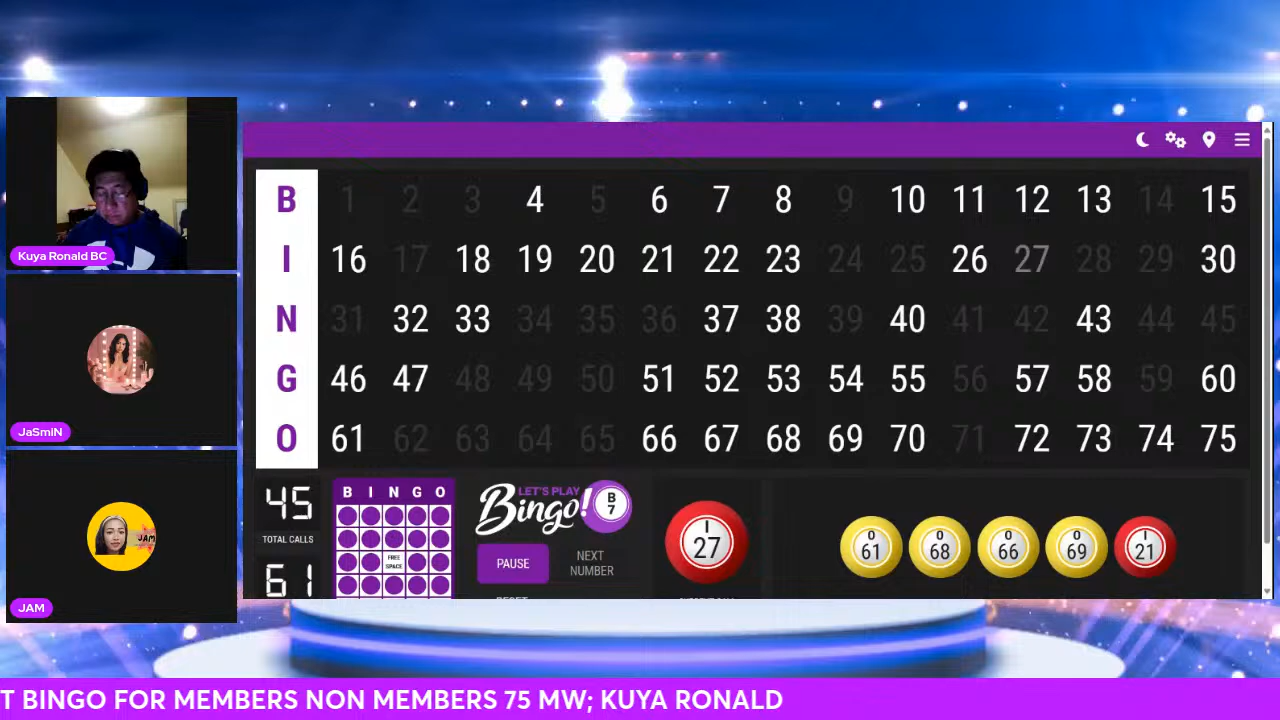 Kuya Ronald BC
JaSmiN
JAM
JAM
B 1 2 3 4 5 6 7 8 9 10 11 12 13 14 15
I 16 17 18 19 20 21 22 23 24 25 26 27 28 29 30
N 31 32 33 34 35 36 37 38 39 40 41 42 43 44 45
G 46 47 48 49 50 51 52 53 54 55 56 57 58 59 60
O 61 62 63 64 65 66 67 68 69 70 71 72 73 74 75
45
TOTAL CALLS
61
B I N G O
FREE
SPACE
LET'S PLAY
Bingo!
B
7
PAUSE
NEXT
NUMBER
I
27
O
61
O
68
O
66
O
69
I
21
T BINGO FOR MEMBERS NON MEMBERS 75 MW; KUYA RONALD